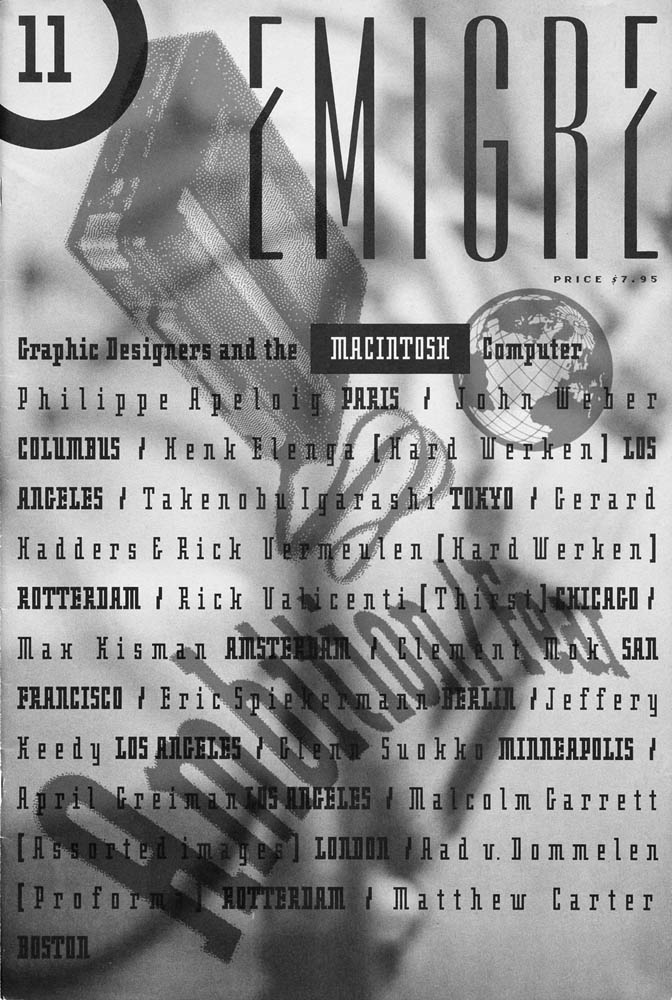 11
EMIGRE
PRICE $7.95
Graphic Designers and the MACINTOSH Computer
Philippe Apeloig PARIS / John Weber
COLUMBUS / Henk Elenga [Hard Werken] LOS
ANGELES / Takenobu Igarashi TOKYO / Gerard
Hadders & Rick Vermeulen [Hard Werken]
ROTTERDAM / Rick Valicenti [Thirst] CHICAGO /
Max Kisman AMSTERDAM / Clement Mok SAN
FRANCISCO / Eric Spiekermann BERLIN / Jeffery
Keedy LOS ANGELES / Glenn Suokko MINNEAPOLIS /
April Greiman LOS ANGELES / Malcolm Garrett
[Assorted images] LONDON / Aad v. Dommelen
[Proforma] ROTTERDAM / Matthew Carter
BOSTON
Ambition/Fear